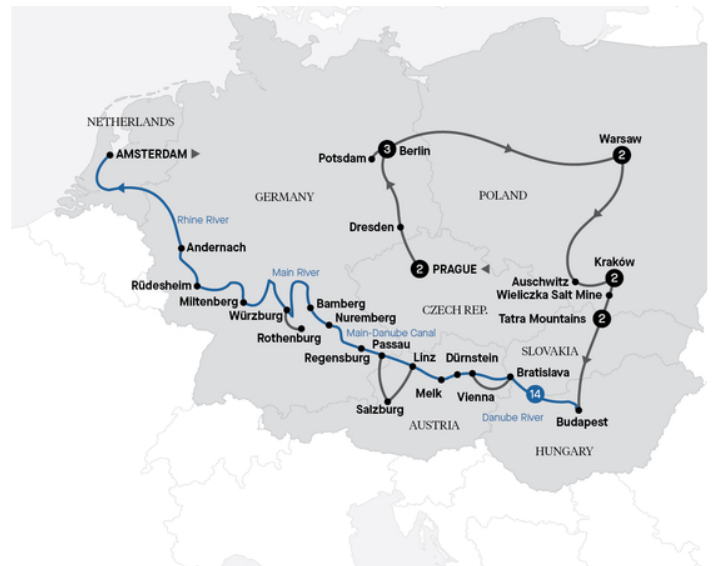 NETHERLANDS
AMSTERDAM
Potsdam
3
Berlin
Warsaw
2
GERMANY
POLAND
Rhine River
Dresden
Andernach
2
PRAGUE
Main River
Rüdesheim
Miltenberg
Würzburg
Rothenburg
Bamberg
Nuremberg
Main-Danube Canal
CZECH REP.
Auschwitz
Kraków
2
Wieliczka Salt Mine
Tatra Mountains
2
Regensburg
Passau
Linz
Dürnstein
SLOVAKIA
Bratislava
Melk
Vienna
14
Salzburg
Danube River
Budapest
AUSTRIA
HUNGARY